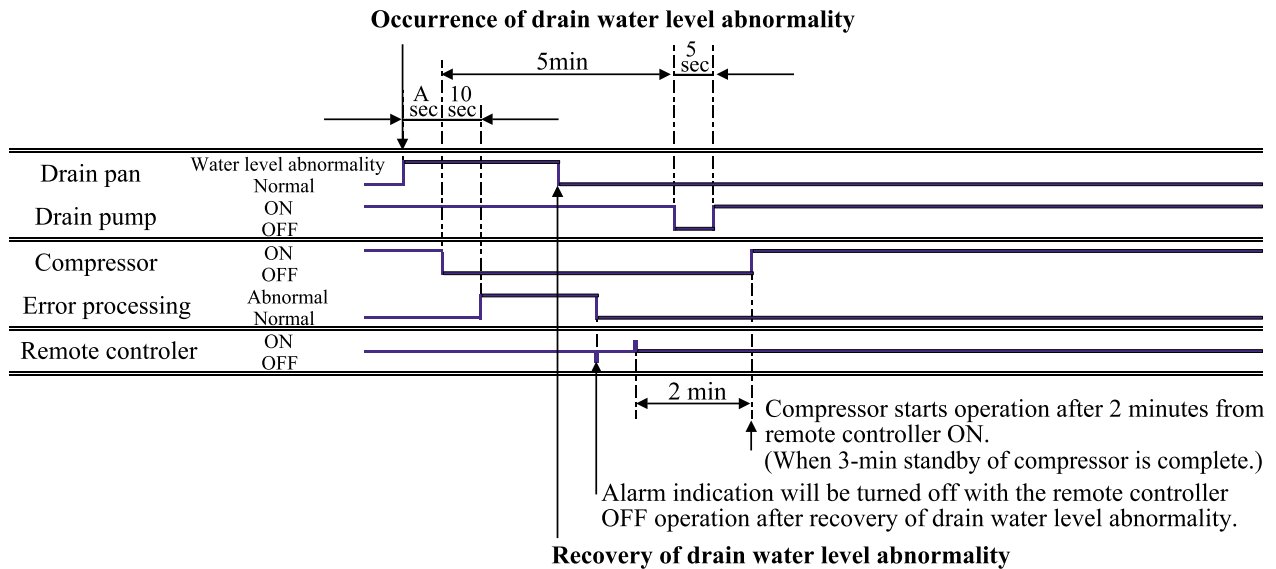 Occurrence of drain water level abnormality
5
sec
5min
A
sec
10
sec
Drain pan
Water level abnormality
Normal
Drain pump
ON
OFF
Compressor
ON
OFF
Error processing
Abnormal
Normal
Remote controler
ON
OFF
2 min
Compressor starts operation after 2 minutes from
remote controller ON.
(When 3-min standby of compressor is complete.)
Alarm indication will be turned off with the remote controller
OFF operation after recovery of drain water level abnormality.
Recovery of drain water level abnormality